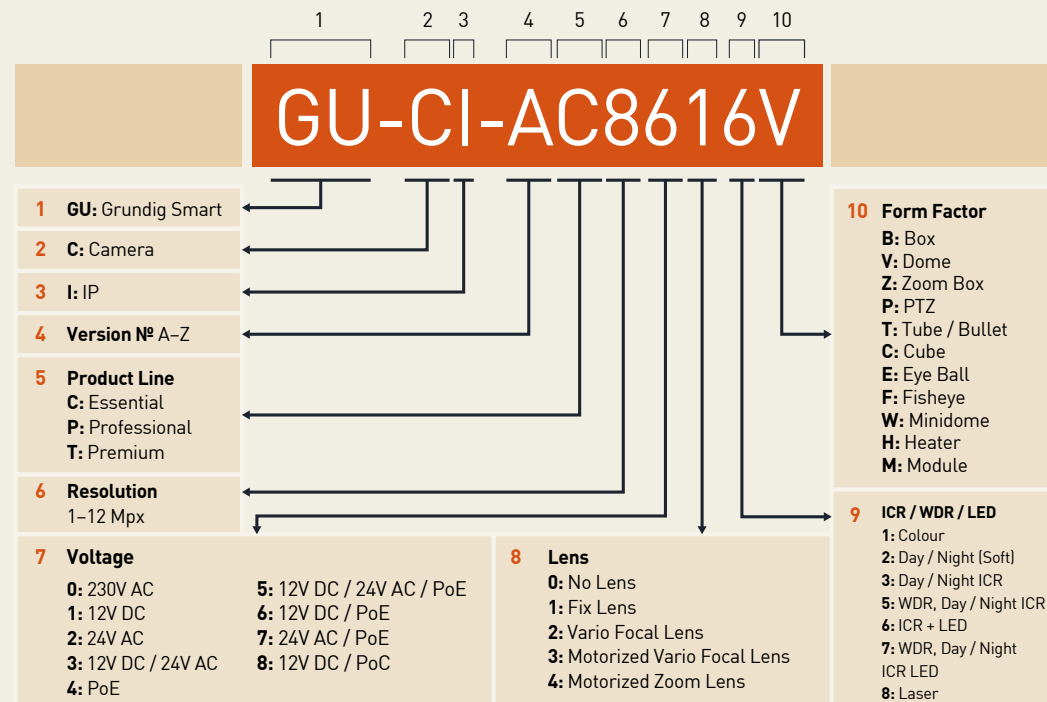 1 2 3 4 5 6 7 8 9 10
GU-CI-AC8616V
1 GU: Grundig Smart
2 C: Camera
3 I: IP
4 Version Nº A–Z
5 Product Line
C: Essential
P: Professional
T: Premium
6 Resolution
1–12 Mpx
7 Voltage
0: 230V AC
1: 12V DC
2: 24V AC
3: 12V DC / 24V AC
4: PoE
5: 12V DC / 24V AC / PoE
6: 12V DC / PoE
7: 24V AC / PoE
8: 12V DC / PoC
8 Lens
0: No Lens
1: Fix Lens
2: Vario Focal Lens
3: Motorized Vario Focal Lens
4: Motorized Zoom Lens
10 Form Factor
B: Box
V: Dome
Z: Zoom Box
P: PTZ
T: Tube / Bullet
C: Cube
E: Eye Ball
F: Fisheye
W: Minidome
H: Heater
M: Module
9 ICR / WDR / LED
1: Colour
2: Day / Night (Soft)
3: Day / Night ICR
5: WDR, Day / Night ICR
6: ICR + LED
7: WDR, Day / Night
ICR LED
8: Laser